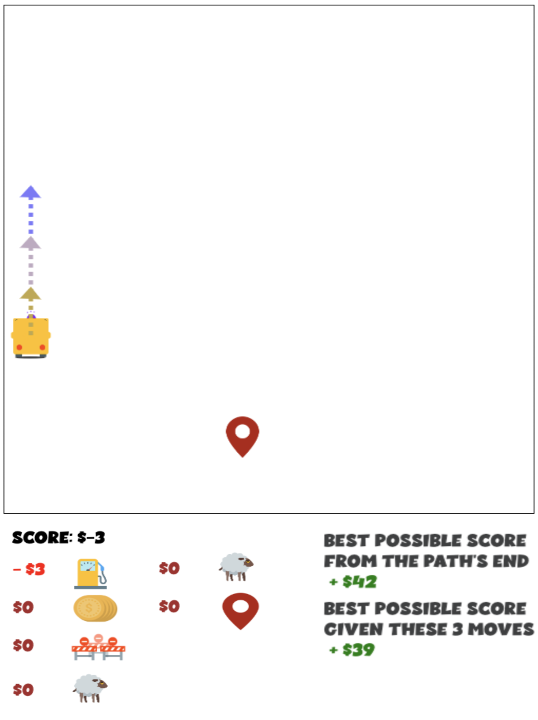 SCORE: $-3
- $3
$0
$0
$0
$0
$0
BEST POSSIBLE SCORE
FROM THE PATH'S END
+ $42
BEST POSSIBLE SCORE
GIVEN THESE 3 MOVES
+ $39